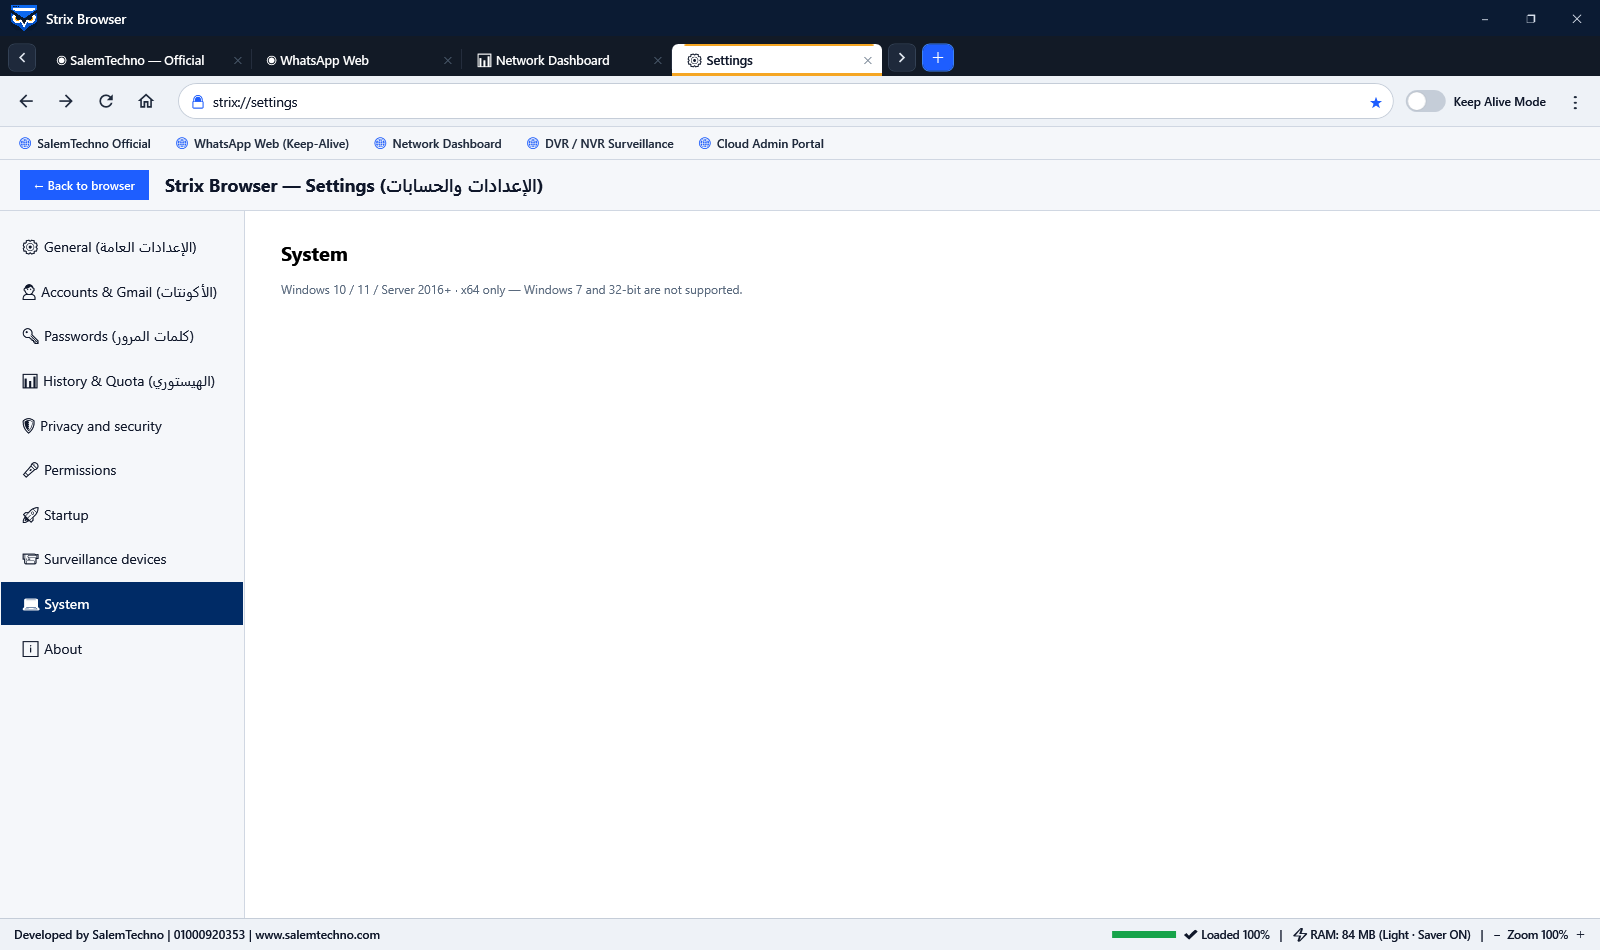 Strix Browser
SalemTechno — Official
WhatsApp Web
Network Dashboard
Settings
strix://settings
Keep Alive Mode
SalemTechno Official
WhatsApp Web (Keep-Alive)
Network Dashboard
DVR / NVR Surveillance
Cloud Admin Portal
← Back to browser
Strix Browser — Settings (الإعدادات والحسابات)
General (الإعدادات العامة)
Accounts & Gmail (الأكونتات)
Passwords (كلمات المرور)
History & Quota (الهيستوري)
Privacy and security
Permissions
Startup
Surveillance devices
System
About
System
Windows 10 / 11 / Server 2016+ · x64 only — Windows 7 and 32-bit are not supported.
Developed by SalemTechno | 01000920353 | www.salemtechno.com
✔ Loaded 100% | RAM: 84 MB (Light · Saver ON) | − Zoom 100% +